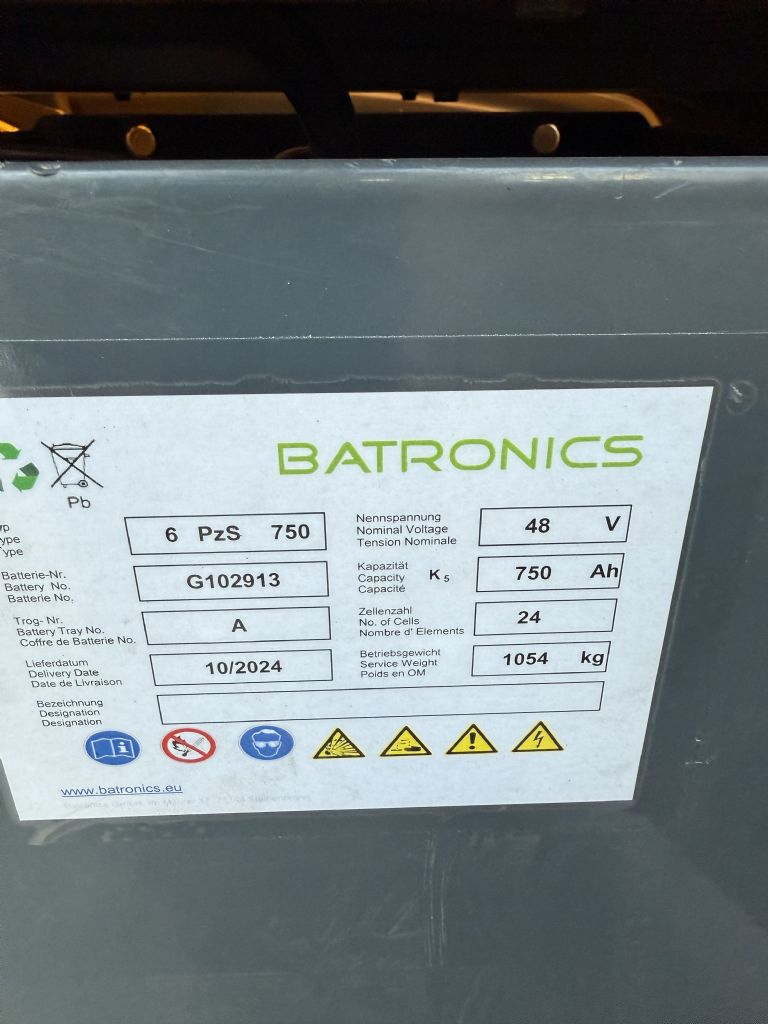 BATRONICS
Pb
Type
Type
6 PzS 750
Nennspannung
Nominal Voltage
Tension Nominale
48 V
Batterie-Nr.
Battery No.
Batterie No.
G102913
Kapazität
Capacity
Capacité
K5
750 Ah
Trog- Nr.
Battery Tray No.
Coffre de Batterie No.
A
Zellenzahl
No. of Cells
Nombre d' Elements
24
Lieferdatum
Delivery Date
Date de Livraison
10/2024
Betriebsgewicht
Service Weight
Poids en OM
1054 kg
Bezeichnung
Designation
Designation
www.batronics.eu